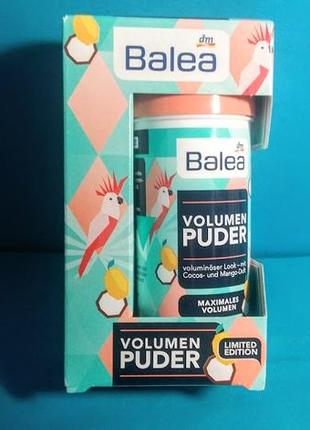 dm
Balea
Balea
VOLUMEN
PUDER
voluminöser Look – mit
Cocos- und Mango-Duft
MAXIMALES
VOLUMEN
VOLUMEN
PUDER
LIMITED
EDITION